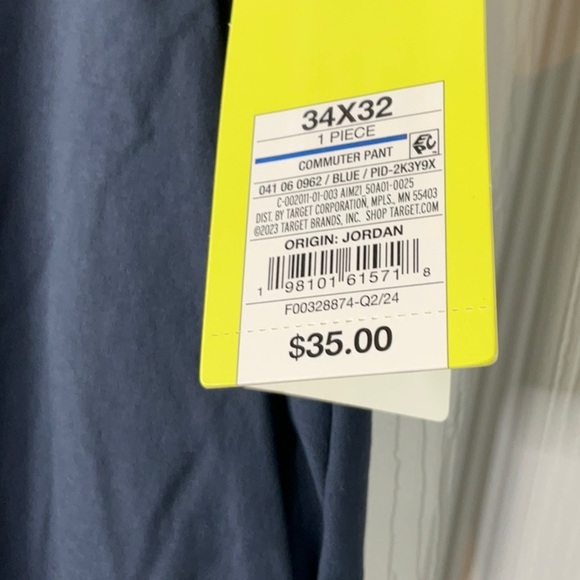 34X32
1 PIECE
COMMUTER PANT
041 06 0962 / BLUE / PID-2K3Y9X
C-002011-01-003 AIM21_50A01-0025
DIST. BY TARGET CORPORATION, MPLS., MN 55403
©2023 TARGET BRANDS, INC. SHOP TARGET.COM
ORIGIN: JORDAN
1 98101 61571 8
F00328874-Q2/24
$35.00